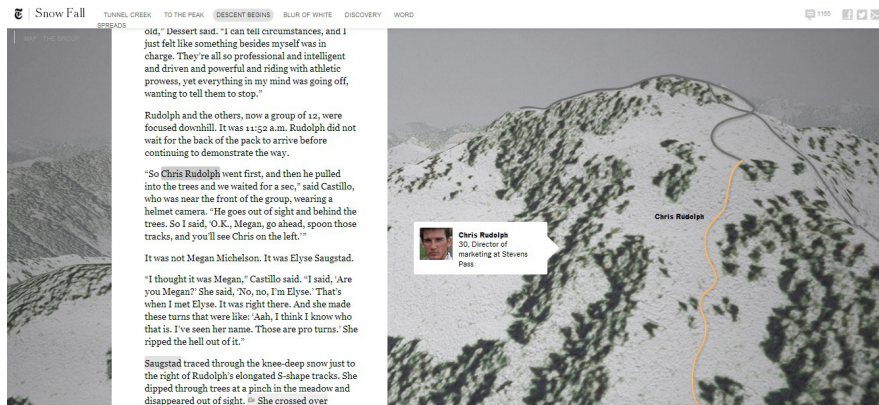 Snow Fall
TUNNEL CREEK
TO THE PEAK
DESCENT BEGINS
BLUR OF WHITE
DISCOVERY
WORD
SPREADS
1155
MAP THE GROUP
old,” Dessert said. “I can tell circumstances, and I
just felt like something besides myself was in
charge. They’re all so professional and intelligent
and driven and powerful and riding with athletic
prowess, yet everything in my mind was going off,
wanting to tell them to stop.”
Rudolph and the others, now a group of 12, were
focused downhill. It was 11:52 a.m. Rudolph did not
wait for the back of the pack to arrive before
continuing to demonstrate the way.
“So Chris Rudolph went first, and then he pulled
into the trees and we waited for a sec,” said Castillo,
who was near the front of the group, wearing a
helmet camera. “He goes out of sight and behind the
trees. So I said, ‘O.K., Megan, go ahead, spoon those
tracks, and you’ll see Chris on the left.’”
It was not Megan Michelson. It was Elyse Saugstad.
“I thought it was Megan,” Castillo said. “I said, ‘Are
you Megan?’ She said, ‘No, no, I’m Elyse.’ That’s
when I met Elyse. It was right there. And she made
these turns that were like: ‘Aah, I think I know who
that is. I’ve seen her name. Those are pro turns.’ She
ripped the hell out of it.”
Saugstad traced through the knee-deep snow just to
the right of Rudolph’s elongated S-shape tracks. She
dipped through trees at a pinch in the meadow and
disappeared out of sight. She crossed over
Chris Rudolph
30, Director of
marketing at Stevens
Pass
Chris Rudolph